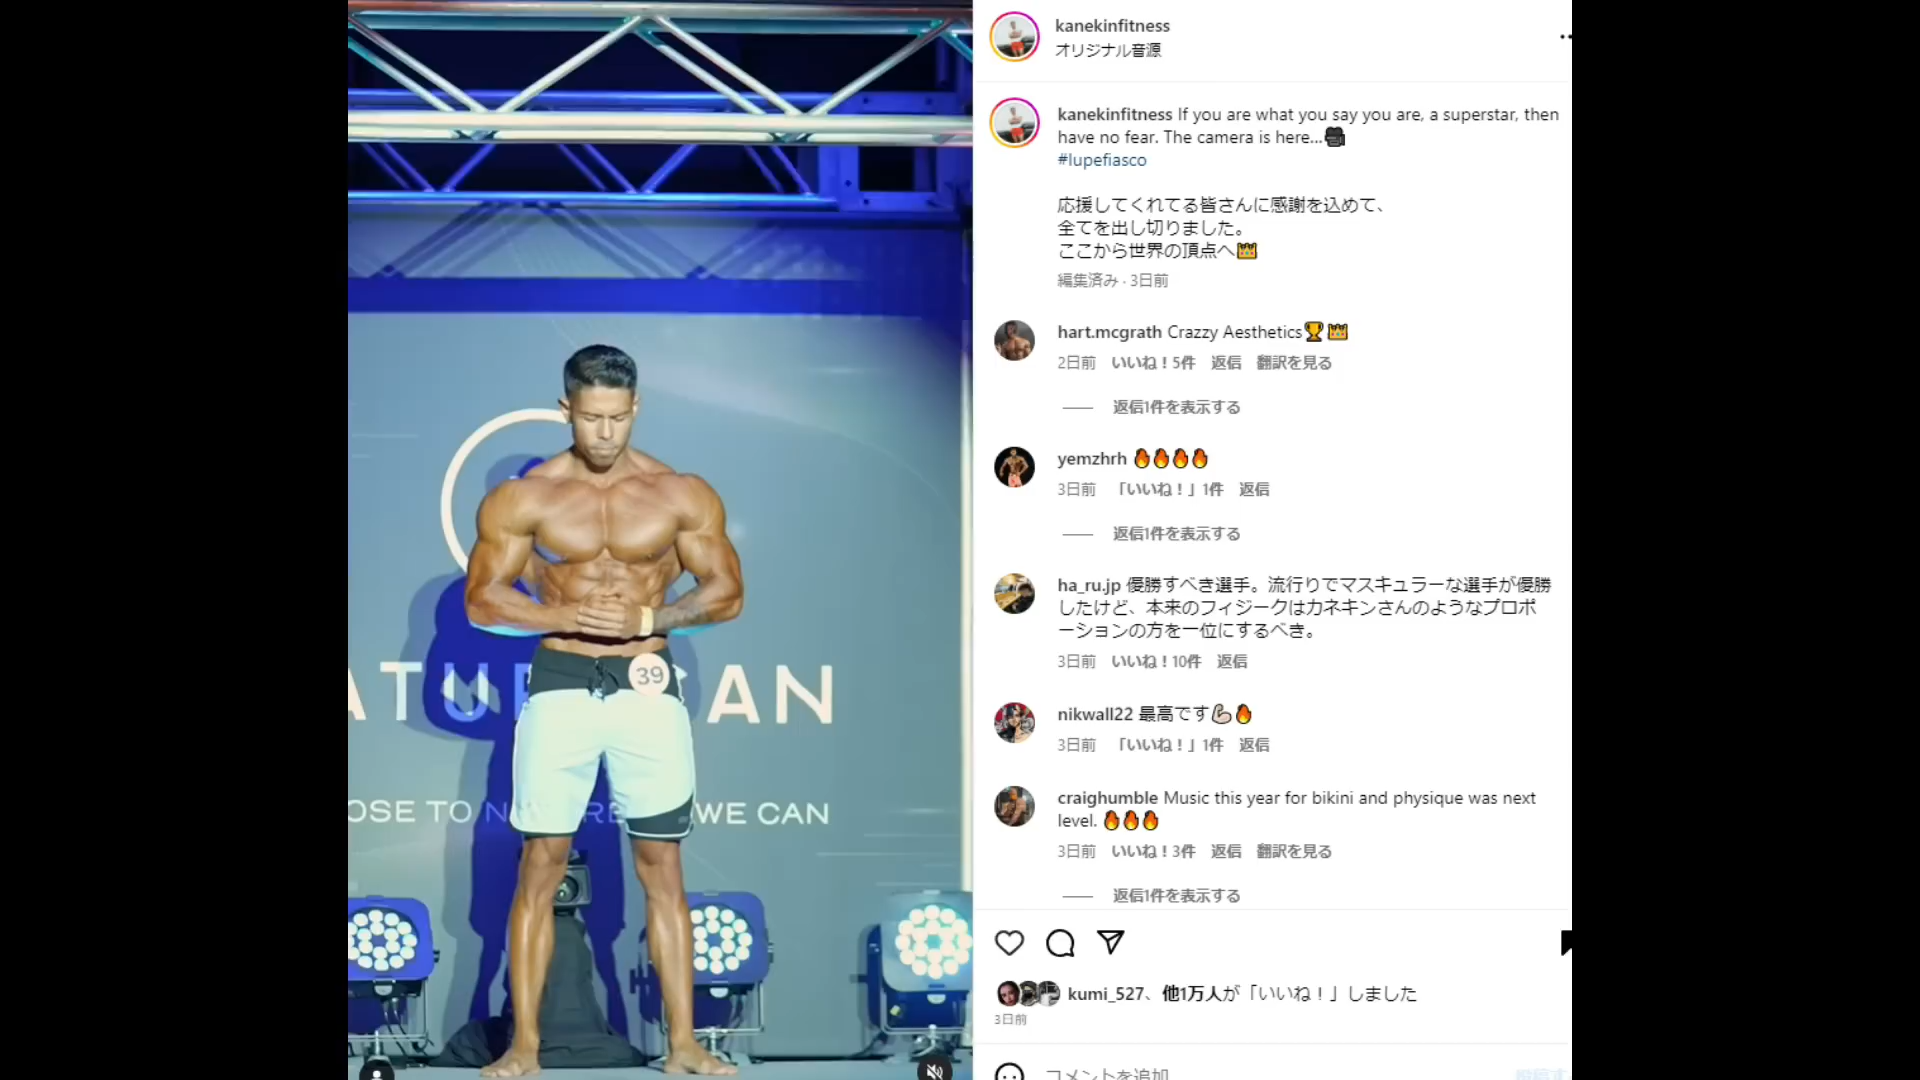 kanekinfitness
オリジナル音源
kanekinfitness If you are what you say you are, a superstar, then
have no fear. The camera is here...🎥
#lupefiasco
応援してくれてる皆さんに感謝を込めて、
全てを出し切りました。
ここから世界の頂点へ👑
編集済み · 3日前
hart.mcgrath Crazzy Aesthetics🏆👑
2日前 いいね！5件 返信 翻訳を見る
返信1件を表示する
yemzhrh 🔥🔥🔥🔥
3日前 「いいね！」1件 返信
返信1件を表示する
ha_ru.jp 優勝すべき選手。流行りでマスキュラーな選手が優勝
したけど、本来のフィジークはカネキンさんのようなプロポ
ーションの方を一位にするべき。
3日前 いいね！10件 返信
nikwall22 最高です💪🔥
3日前 「いいね！」1件 返信
craighumble Music this year for bikini and physique was next
level. 🔥🔥🔥
3日前 いいね！3件 返信 翻訳を見る
返信1件を表示する
kumi_527、他1万人が「いいね！」しました
3日前
コメントを追加
39
ATU AN
OSE TO N RE WE CAN